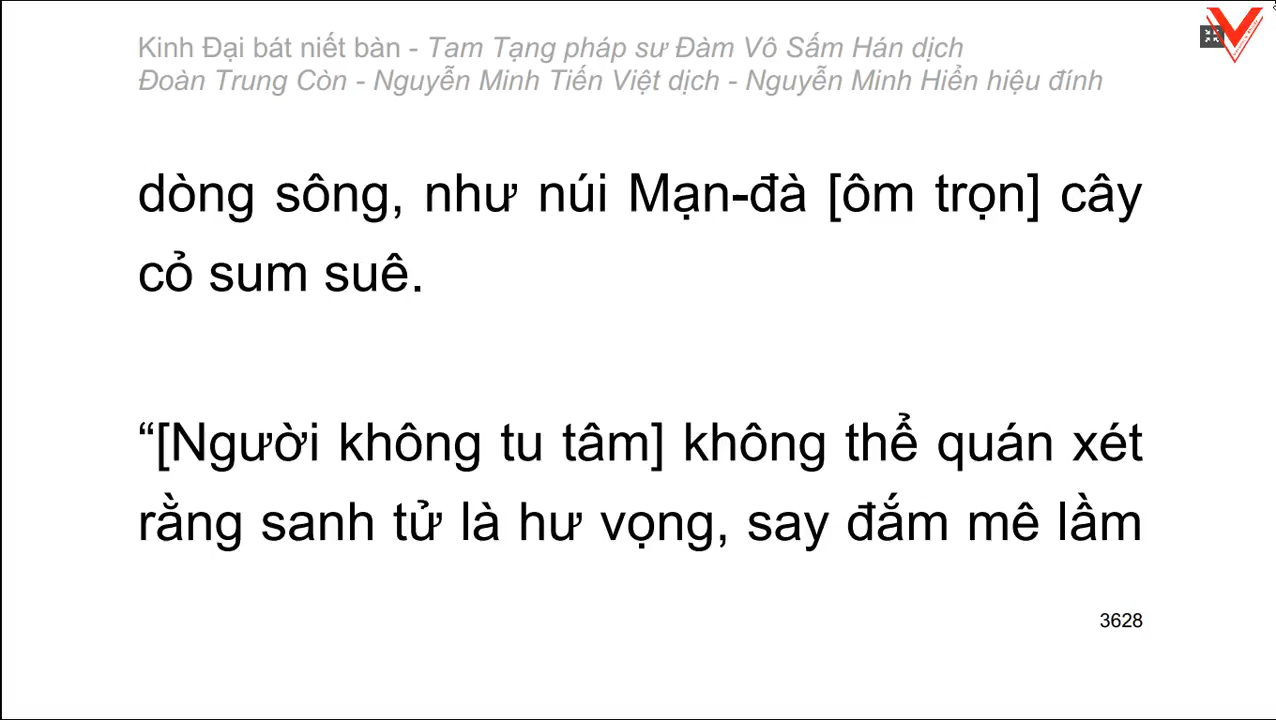 Kinh Đại bát niết bàn - Tam Tạng pháp sư Đàm Vô Sấm Hán dịch
Đoàn Trung Còn - Nguyễn Minh Tiến Việt dịch - Nguyễn Minh Hiển hiệu đính
dòng sông, như núi Mạn-đà [ôm trọn] cây
cỏ sum suê.
“[Người không tu tâm] không thể quán xét
rằng sanh tử là hư vọng, say đắm mê lầm
3628